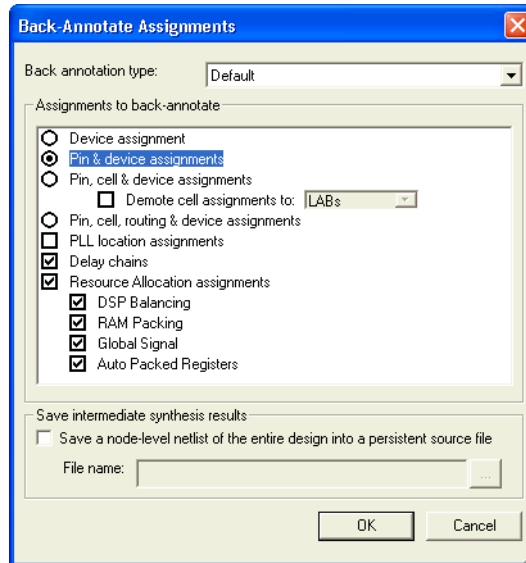 Back-Annotate Assignments
Back annotation type: Default
Assignments to back-annotate
Device assignment
Pin & device assignments
Pin, cell & device assignments
Demote cell assignments to: LABs
Pin, cell, routing & device assignments
PLL location assignments
Delay chains
Resource Allocation assignments
DSP Balancing
RAM Packing
Global Signal
Auto Packed Registers
Save intermediate synthesis results
Save a node-level netlist of the entire design into a persistent source file
File name: ...
OK Cancel